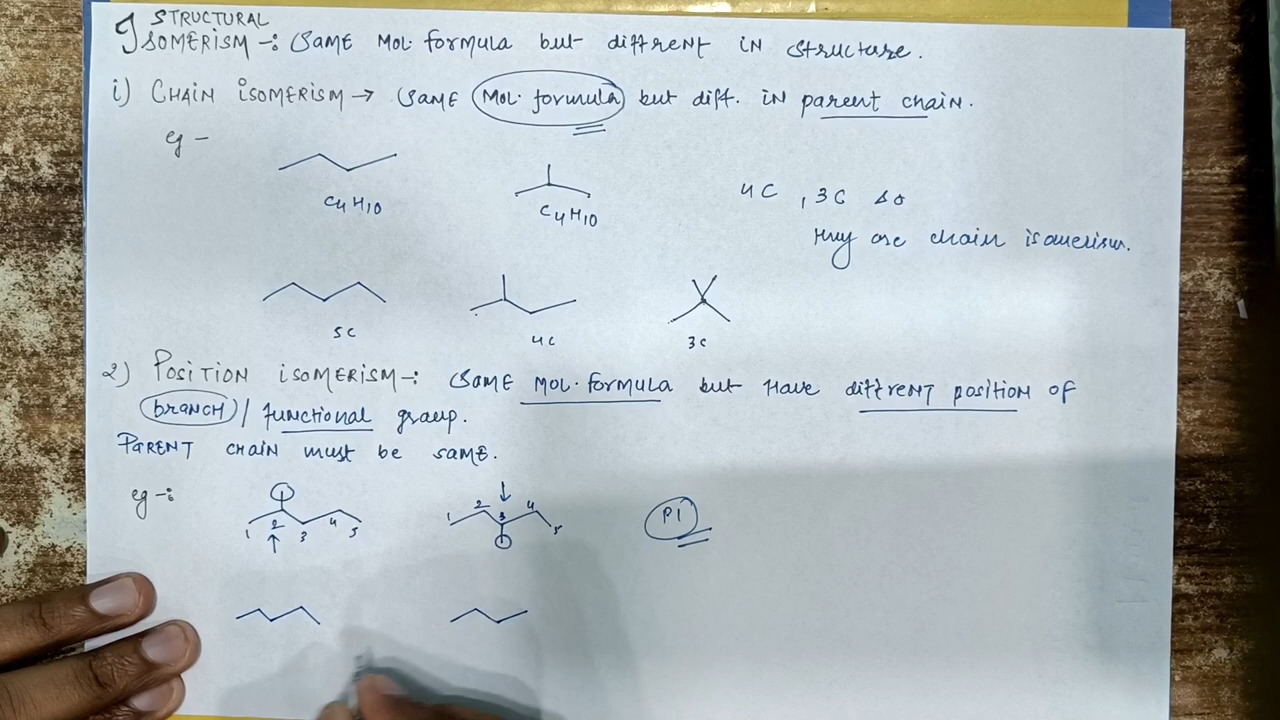 STRUCTURAL
ISOMERISM -: SAME MOL. formula but diffrent in structure.
i) CHAIN isomERISM → SAME MOL. formula but diff. in parent chain.
eg -
C4H10
C4H10
4C , 3C so
they are chain isomerism.
5C
4C
3C
2) POSITION isomERISM -: SAME MOL. formula but Have diffrent position of
brANCH / functional group.
PARENT chain must be same.
eg -:
1 2 3 4 5
1 2 3 4 5
PI